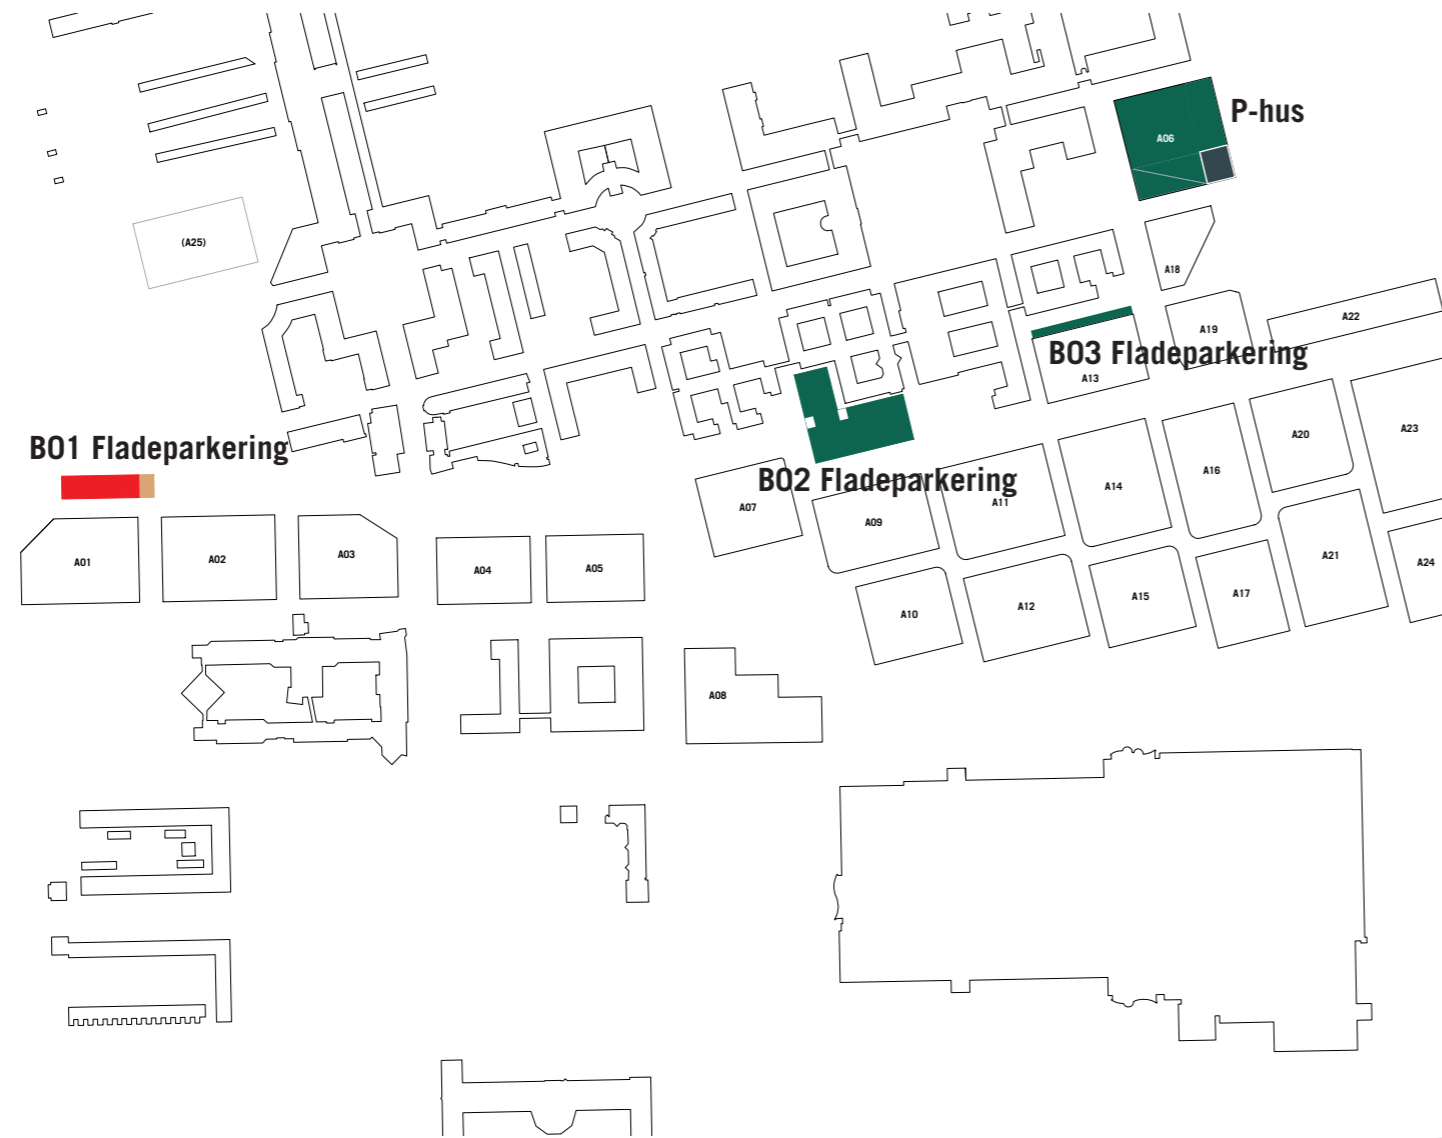 P-hus
A06
(A25)
A18
A22
A19
B03 Fladeparkering
A13
A23
A20
B01 Fladeparkering
A16
B02 Fladeparkering
A14
A11
A07
A09
A21
A01
A02
A03
A04
A05
A24
A17
A15
A12
A10
A08